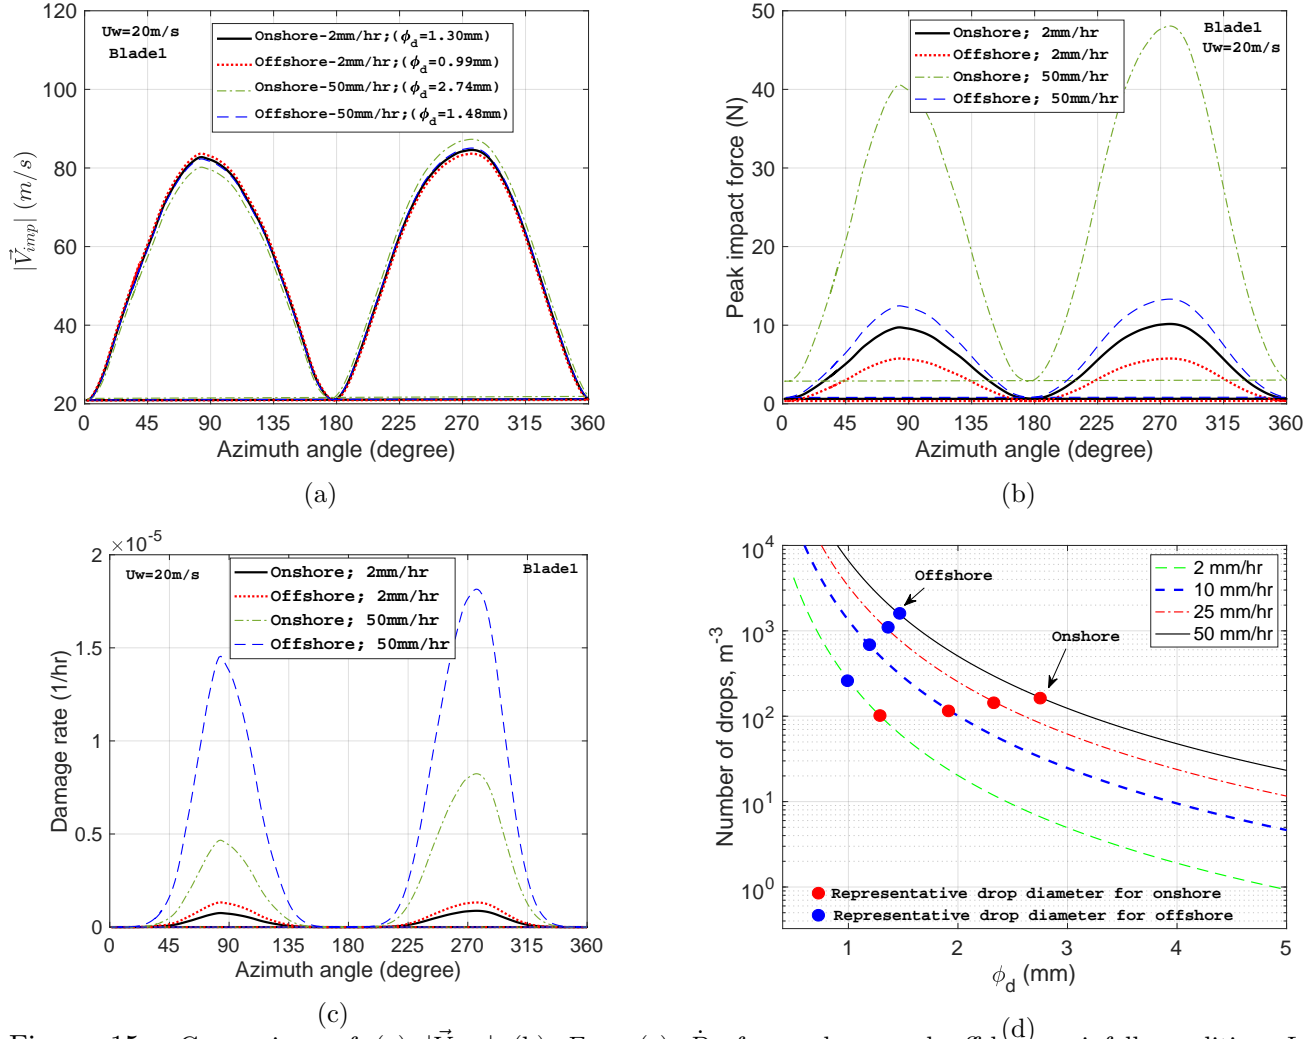 120
100
80
60
40
20
|V⃗imp| (m/s)
Uw=20m/s
Blade1
Onshore-2mm/hr;(ϕd=1.30mm)
Offshore-2mm/hr;(ϕd=0.99mm)
Onshore-50mm/hr;(ϕd=2.74mm)
Offshore-50mm/hr;(ϕd=1.48mm)
0 45 90 135 180 225 270 315 360
Azimuth angle (degree)
(a)
50
40
30
20
10
0
Peak impact force (N)
Onshore; 2mm/hr
Offshore; 2mm/hr
Onshore; 50mm/hr
Offshore; 50mm/hr
Blade1
Uw=20m/s
0 45 90 135 180 225 270 315 360
Azimuth angle (degree)
(b)
×10-5
2
1.5
1
0.5
0
Damage rate (1/hr)
Uw=20m/s
Onshore; 2mm/hr
Offshore; 2mm/hr
Onshore; 50mm/hr
Offshore; 50mm/hr
Blade1
0 45 90 135 180 225 270 315 360
Azimuth angle (degree)
(c)
10^4
10^3
10^2
10^1
10^0
Number of drops, m-3
Offshore
Onshore
2 mm/hr
10 mm/hr
25 mm/hr
50 mm/hr
Representative drop diameter for onshore
Representative drop diameter for offshore
1 2 3 4 5
ϕd (mm)
(d)